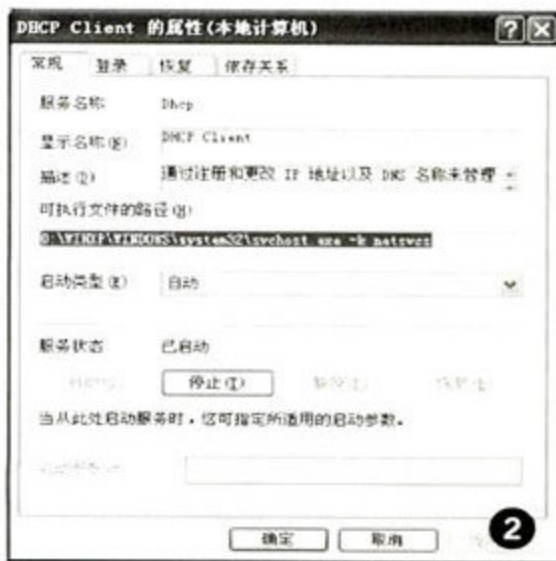 DHCP Client 的属性(本地计算机)
常规 登录 恢复 依存关系
服务名称: Dhcp
显示名称(N): DHCP Client
描述(D): 通过注册和更改 IP 地址以及 DNS 名称来管理
可执行文件的路径(H):
\WINDOWS\system32\svchost.exe -k netsvcs
启动类型(E): 自动
服务状态: 已启动
停止(T)
当从此处启动服务时，您可指定所适用的启动参数。
确定 取消
2